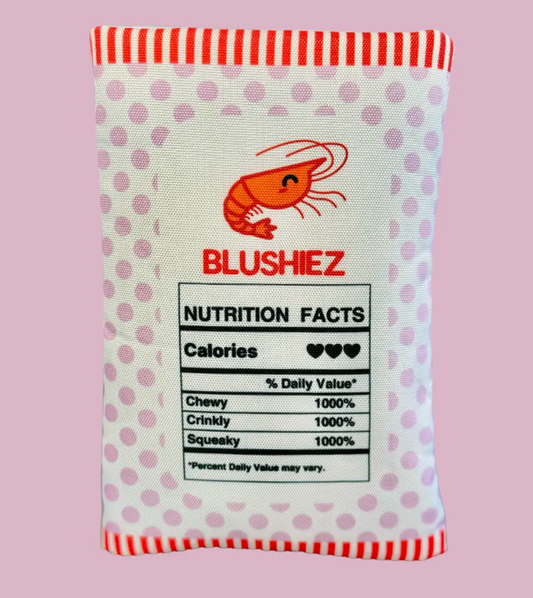 BLUSHIEZ
NUTRITION FACTS
Calories ♥♥♥
% Daily Value*
Chewy 1000%
Crinkly 1000%
Squeaky 1000%
*Percent Daily Value may vary.